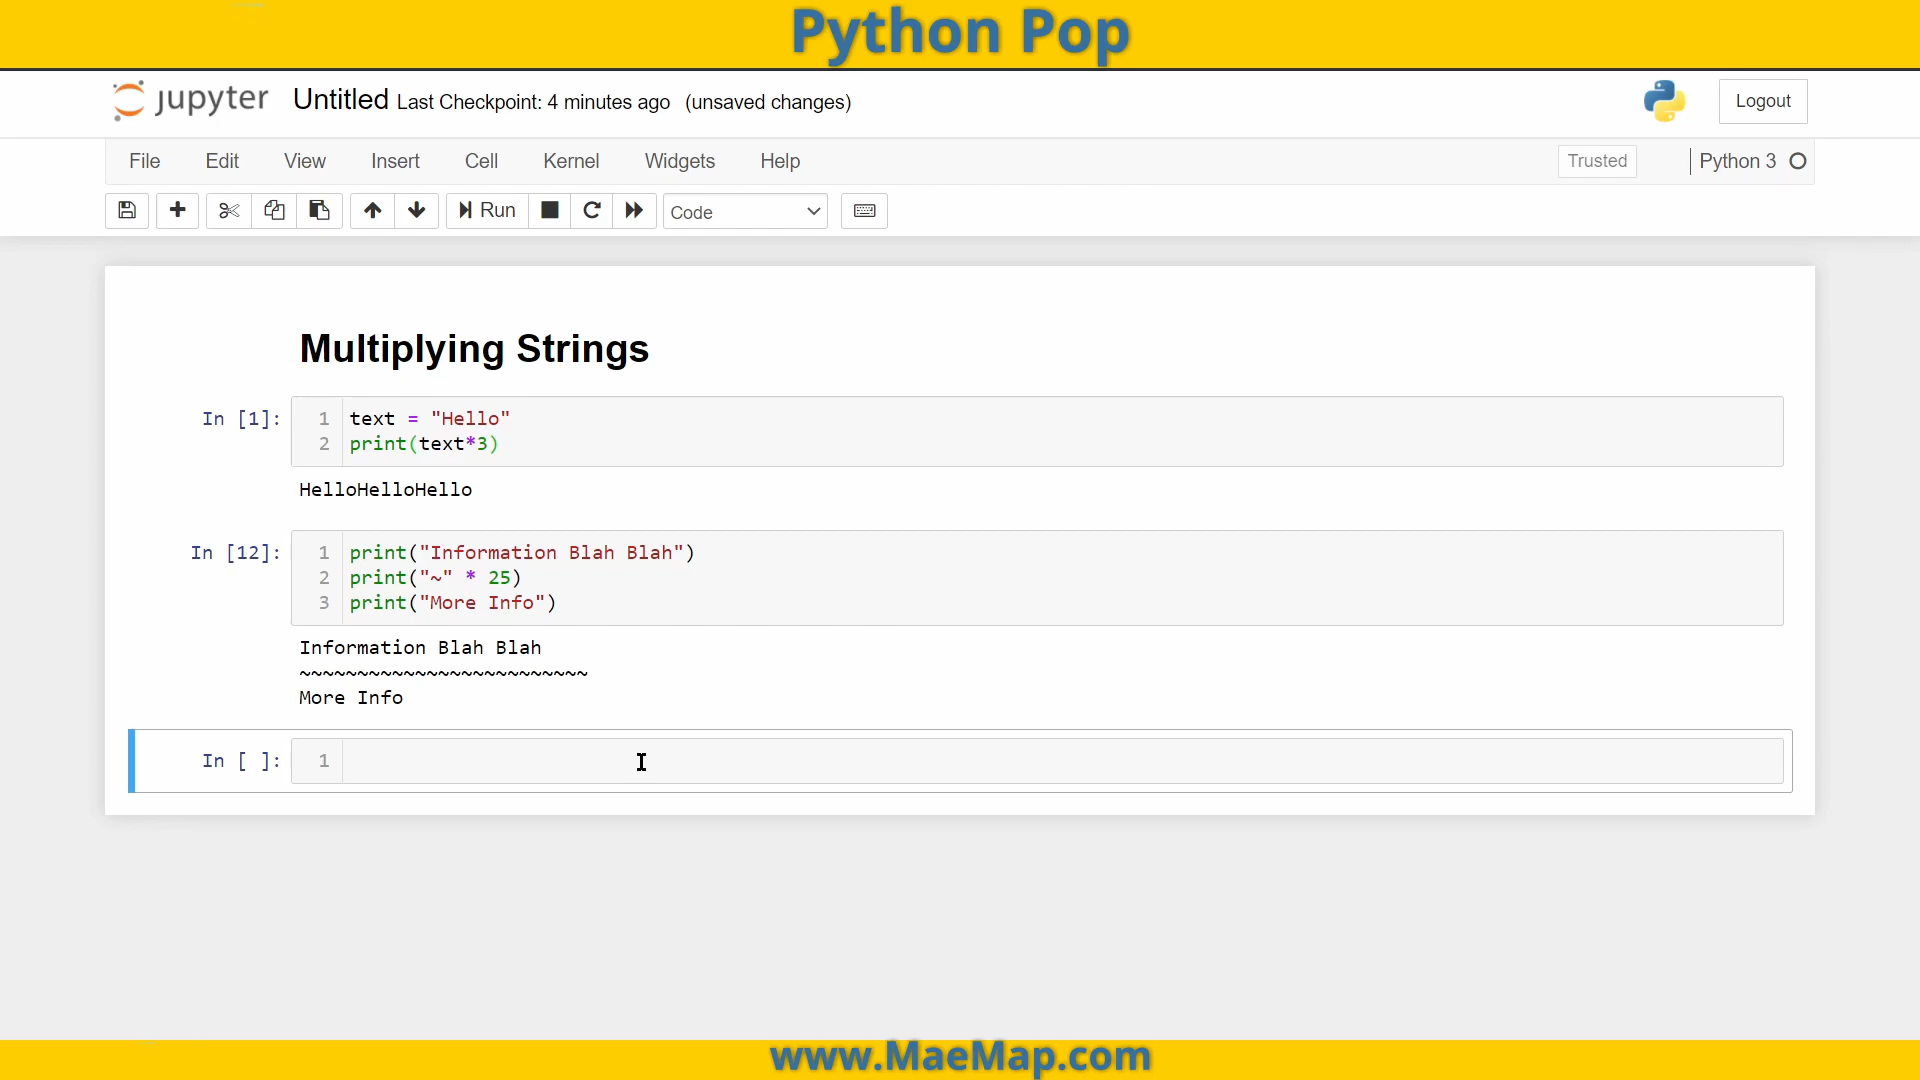 Python Pop
jupyter Untitled Last Checkpoint: 4 minutes ago (unsaved changes) Logout
File Edit View Insert Cell Kernel Widgets Help Trusted Python 3
Run Code
Multiplying Strings
In [1]: 1 text = "Hello"
2 print(text*3)
HelloHelloHello
In [12]: 1 print("Information Blah Blah")
2 print("~" * 25)
3 print("More Info")
Information Blah Blah
~~~~~~~~~~~~~~~~~~~~~~~~~
More Info
In [ ]: 1
www.MaeMap.com